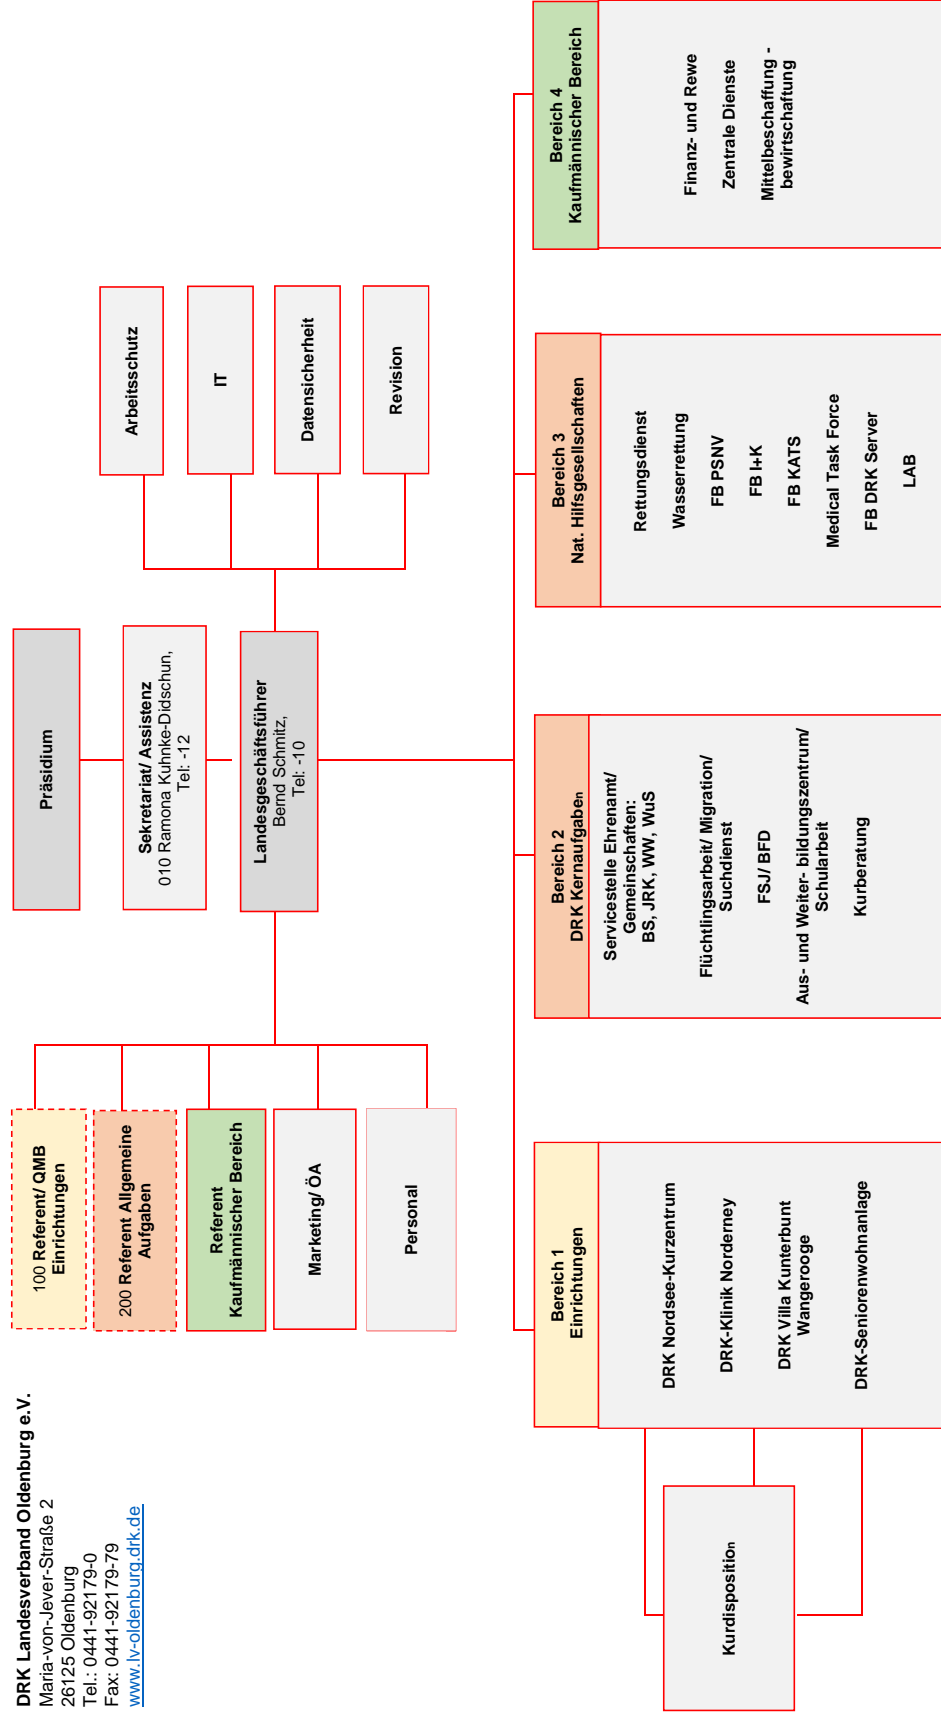 DRK Landesverband Oldenburg e.V.
Maria-von-Jever-Straße 2
26125 Oldenburg
Tel.: 0441-92179-0
Fax: 0441-92179-79
www.lv-oldenburg.drk.de
Präsidium
Sekretariat/ Assistenz
010 Ramona Kuhnke-Didschun,
Tel: -12
Landesgeschäftsführer
Bernd Schmitz,
Tel: -10
100 Referent/ QMB
Einrichtungen
200 Referent Allgemeine
Aufgaben
Referent
Kaufmännischer Bereich
Marketing/ ÖA
Personal
Arbeitsschutz
IT
Datensicherheit
Revision
Kurdisposition
Bereich 1
Einrichtungen
DRK Nordsee-Kurzentrum
DRK-Klinik Norderney
DRK Villa Kunterbunt
Wangerooge
DRK-Seniorenwohnanlage
Bereich 2
DRK Kernaufgaben
Servicestelle Ehrenamt/
Gemeinschaften:
BS, JRK, WW, WuS
Flüchtlingsarbeit/ Migration/
Suchdienst
FSJ/ BFD
Aus- und Weiter- bildungszentrum/
Schularbeit
Kurberatung
Bereich 3
Nat. Hilfsgesellschaften
Rettungsdienst
Wasserrettung
FB PSNV
FB I+K
FB KATS
Medical Task Force
FB DRK Server
LAB
Bereich 4
Kaufmännischer Bereich
Finanz- und Rewe
Zentrale Dienste
Mittelbeschaffung -
bewirtschaftung